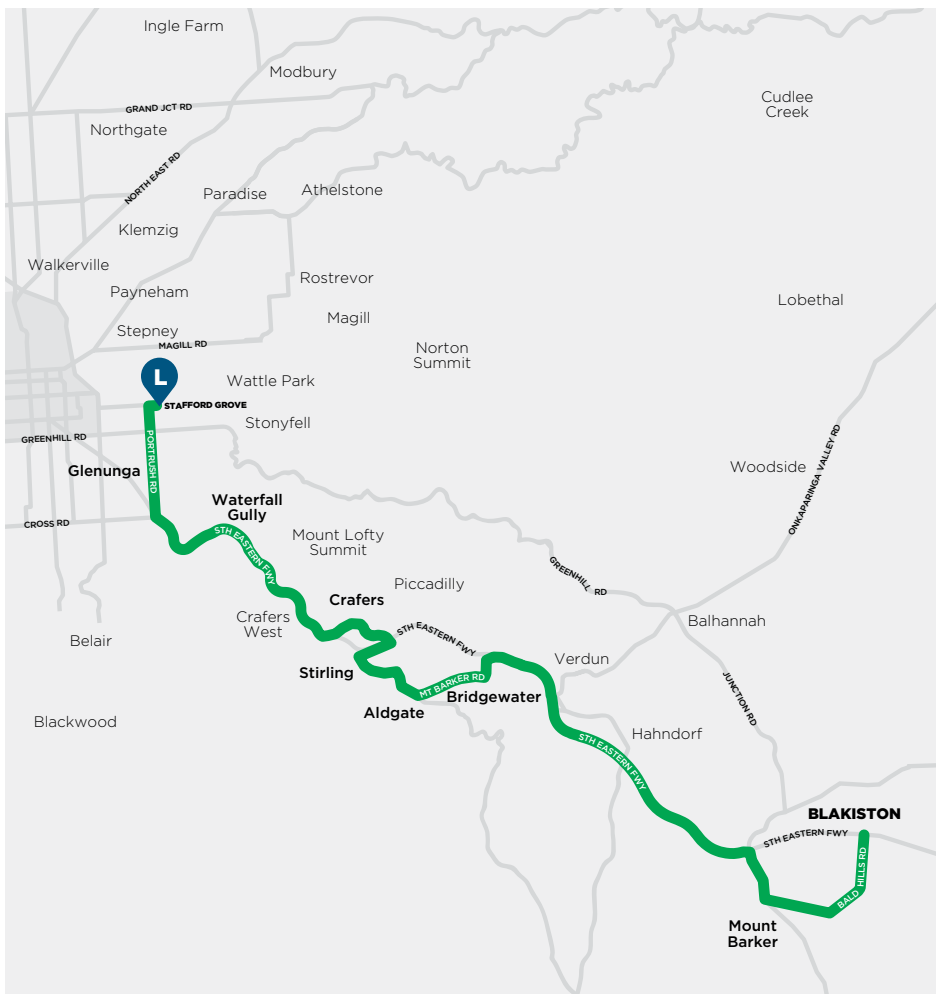 Ingle Farm
Modbury
Cudlee
Creek
GRAND JCT RD
Northgate
NORTH EAST RD
Paradise
Athelstone
Klemzig
Walkerville
Rostrevor
Payneham
Lobethal
Magill
Stepney
MAGILL RD
Norton
Summit
L
Wattle Park
STAFFORD GROVE
Stonyfell
GREENHILL RD
PORTRUSH RD
Glenunga
Woodside
ONKAPARINGA VALLEY RD
Waterfall
Gully
CROSS RD
STH EASTERN FWY
Mount Lofty
Summit
GREENHILL RD
Piccadilly
Crafers
Crafers
West
STH EASTERN FWY
Balhannah
Belair
Verdun
Stirling
MT BARKER RD
Bridgewater
JUNCTION RD
Aldgate
Blackwood
Hahndorf
STH EASTERN FWY
BLAKISTON
STH EASTERN FWY
BALD HILLS RD
Mount
Barker